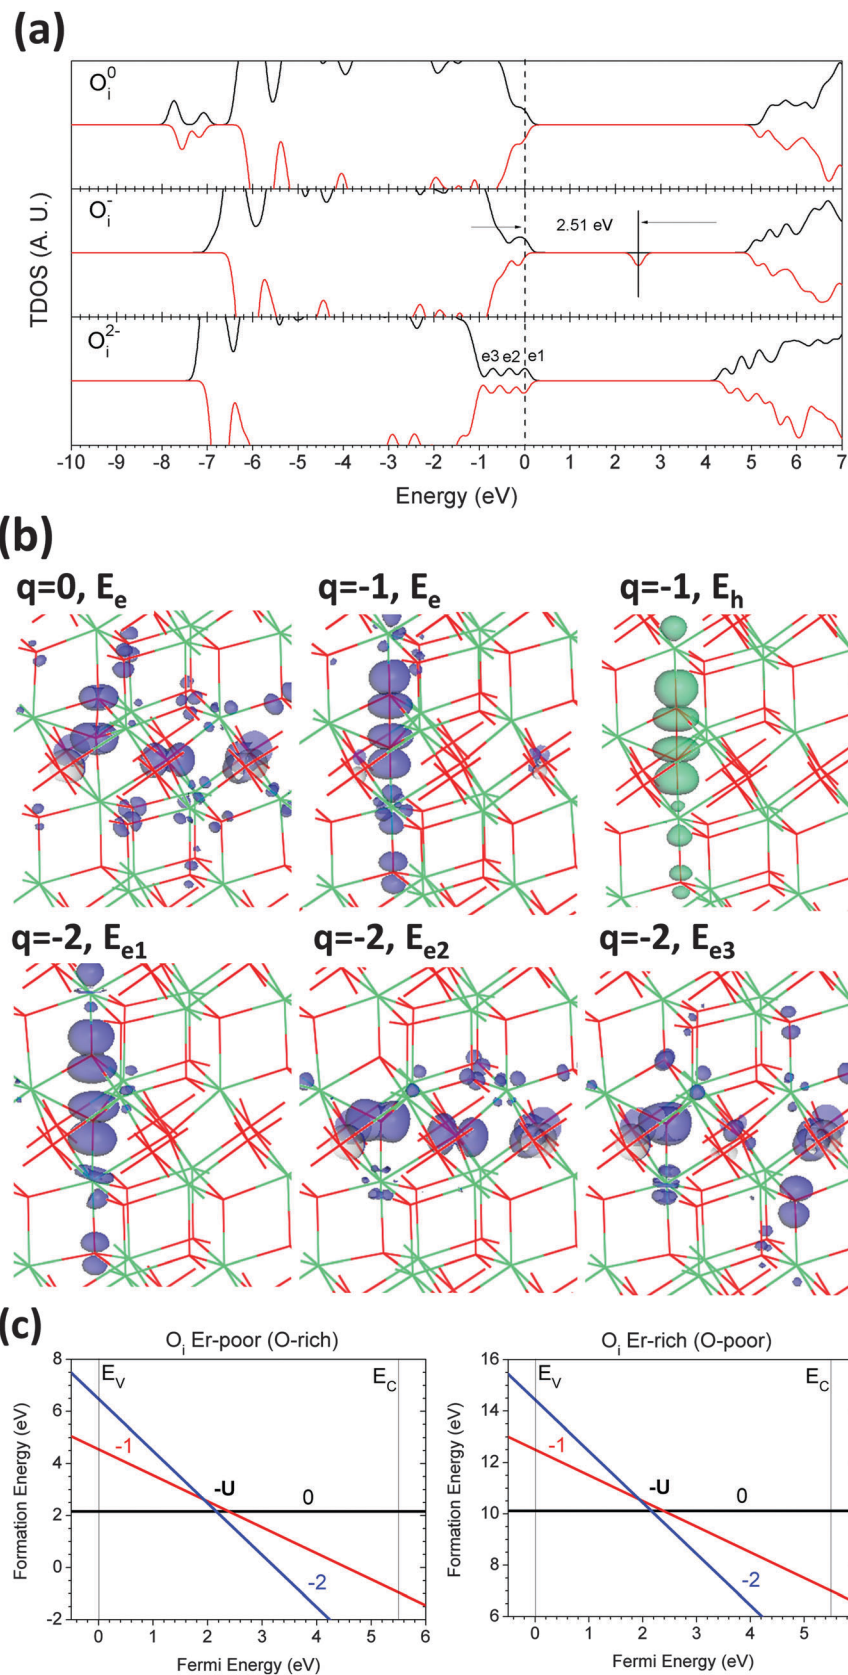 (a)
O_i^0
O_i^-
2.51 eV
O_i^2-
e3 e2 e1
TDOS (A. U.)
-10 -9 -8 -7 -6 -5 -4 -3 -2 -1 0 1 2 3 4 5 6 7
Energy (eV)
(b)
q=0, E_e q=-1, E_e q=-1, E_h
q=-2, E_e1 q=-2, E_e2 q=-2, E_e3
(c)
O_i Er-poor (O-rich)
8
6
4
2
0
-2
Formation Energy (eV)
E_V
E_C
-1
-U
0
-2
0 1 2 3 4 5 6
Fermi Energy (eV)
O_i Er-rich (O-poor)
16
14
12
10
8
6
Formation Energy (eV)
E_V
E_C
-1
-U
0
-2
0 1 2 3 4 5
Fermi Energy (eV)